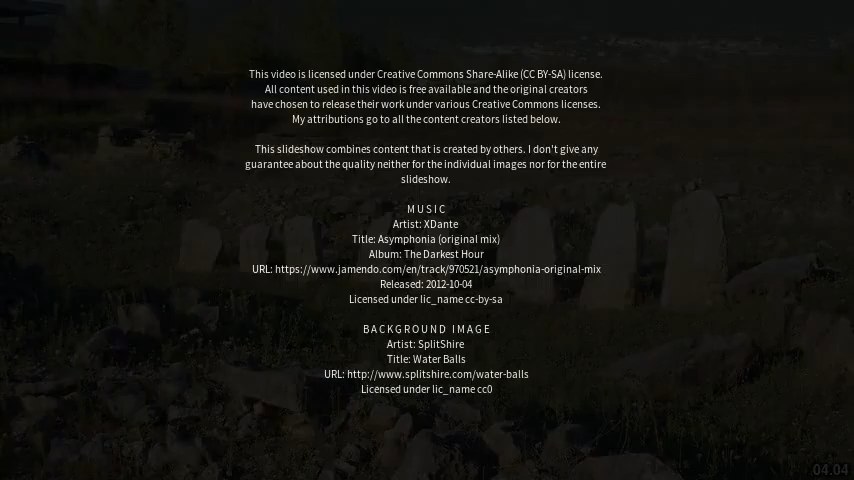 This video is licensed under Creative Commons Share-Alike (CC BY-SA) license.
All content used in this video is free available and the original creators
have chosen to release their work under various Creative Commons licenses.
My attributions go to all the content creators listed below.
This slideshow combines content that is created by others. I don't give any
guarantee about the quality neither for the individual images nor for the entire
slideshow.
MUSIC
Artist: XDante
Title: Asymphonia (original mix)
Album: The Darkest Hour
URL: https://www.jamendo.com/en/track/970521/asymphonia-original-mix
Released: 2012-10-04
Licensed under lic_name cc-by-sa
BACKGROUND IMAGE
Artist: SplitShire
Title: Water Balls
URL: http://www.splitshire.com/water-balls
Licensed under lic_name cc0
04.04